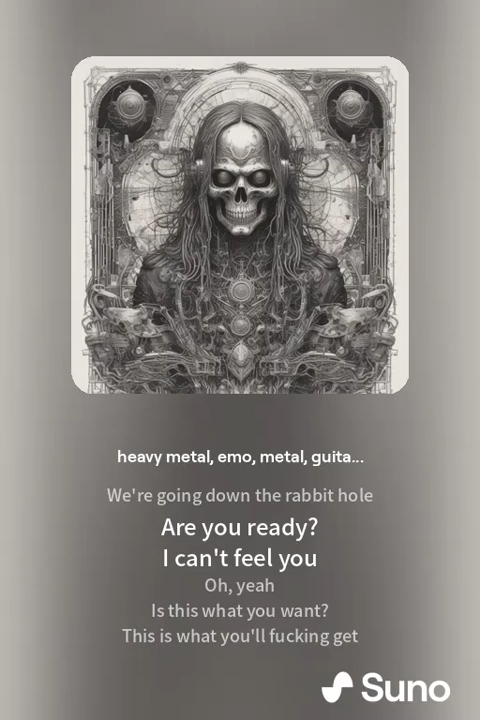 heavy metal, emo, metal, guita...
We're going down the rabbit hole
Are you ready?
I can't feel you
Oh, yeah
Is this what you want?
This is what you'll fucking get
Suno